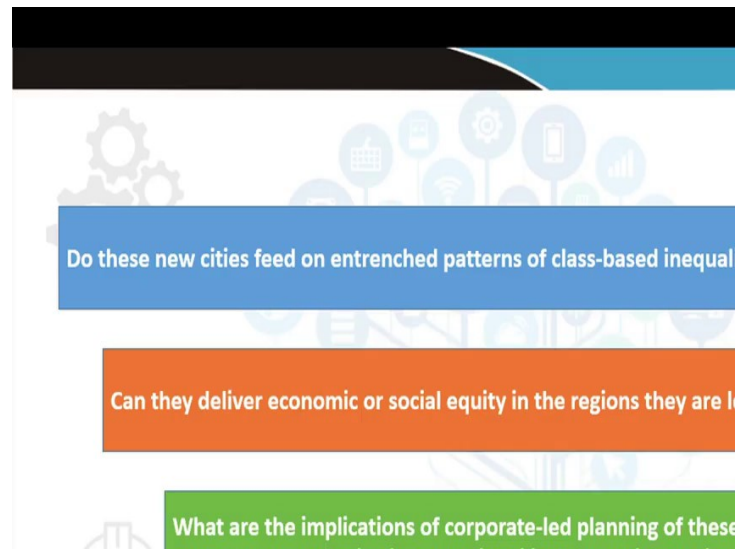 Do these new cities feed on entrenched patterns of class-based inequal
Can they deliver economic or social equity in the regions they are l
What are the implications of corporate-led planning of these